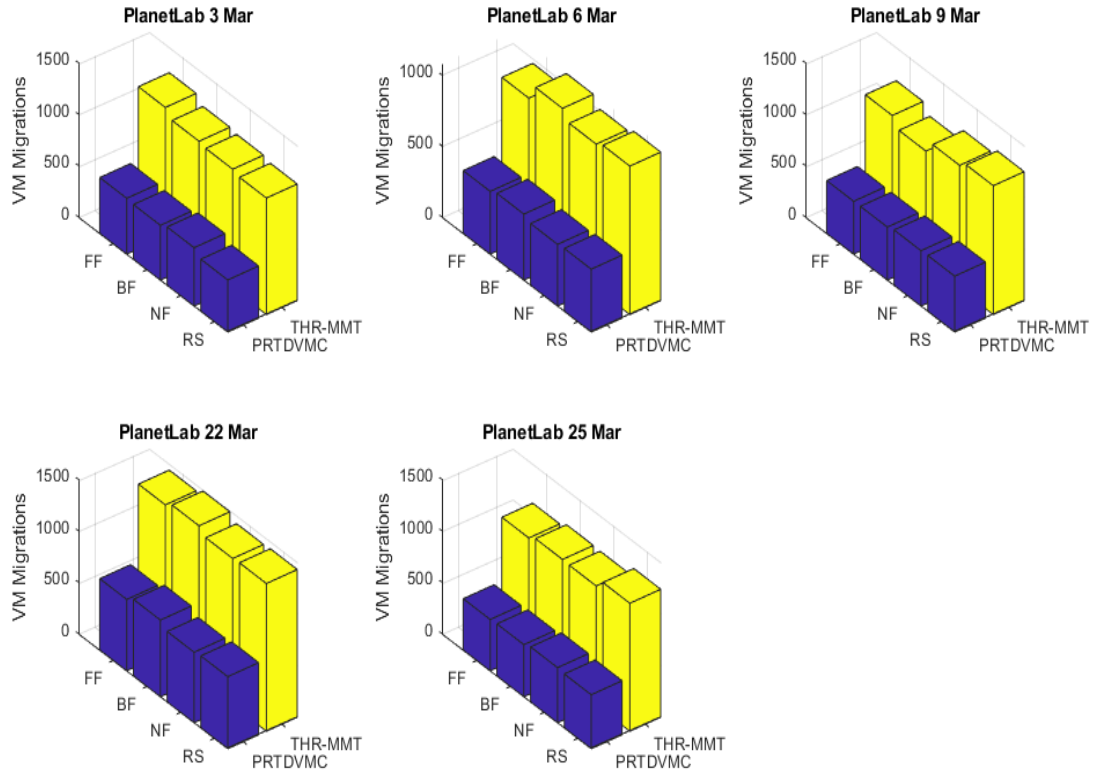 PlanetLab 3 Mar
VM Migrations
1500
1000
500
0
FF
BF
NF
RS
THR-MMT
PRTDVMC
PlanetLab 6 Mar
VM Migrations
1000
500
0
FF
BF
NF
RS
THR-MMT
PRTDVMC
PlanetLab 9 Mar
VM Migrations
1500
1000
500
0
FF
BF
NF
RS
THR-MMT
PRTDVMC
PlanetLab 22 Mar
VM Migrations
1500
1000
500
0
FF
BF
NF
RS
THR-MMT
PRTDVMC
PlanetLab 25 Mar
VM Migrations
1500
1000
500
0
FF
BF
NF
RS
THR-MMT
PRTDVMC